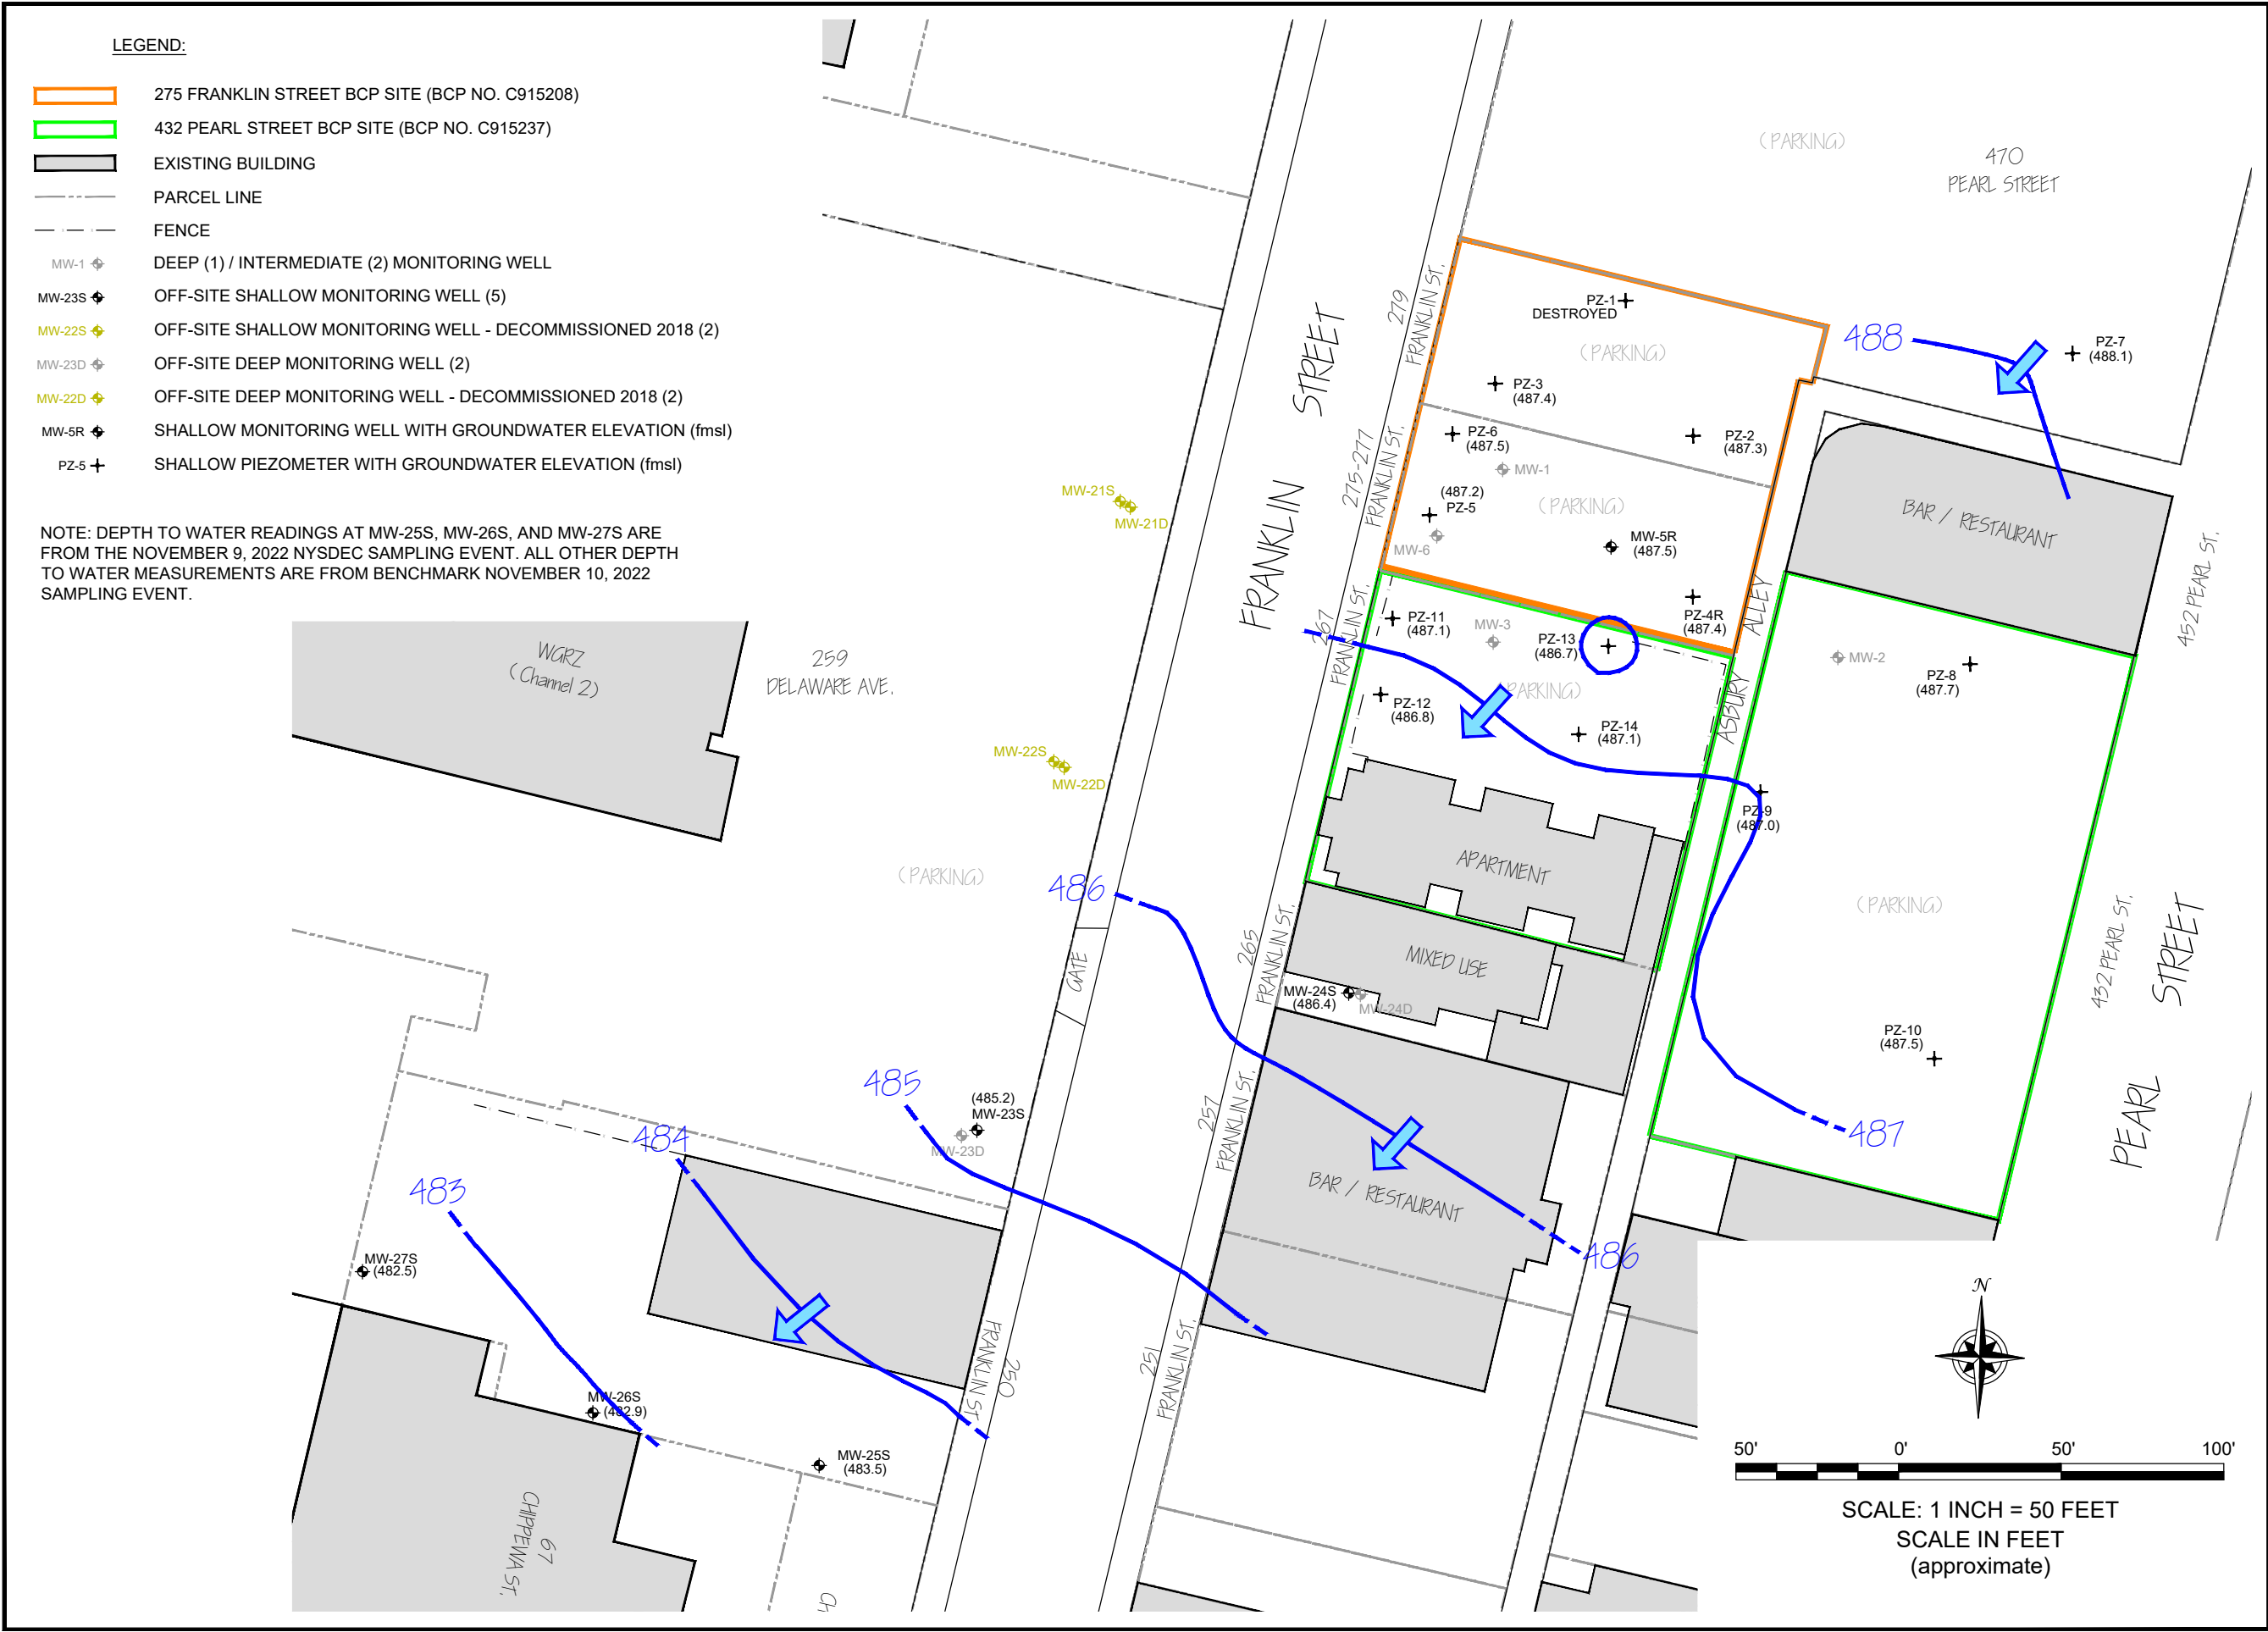 LEGEND:
275 FRANKLIN STREET BCP SITE (BCP NO. C915208)
432 PEARL STREET BCP SITE (BCP NO. C915237)
EXISTING BUILDING
PARCEL LINE
FENCE
MW-1 DEEP (1) / INTERMEDIATE (2) MONITORING WELL
MW-23S OFF-SITE SHALLOW MONITORING WELL (5)
MW-22S OFF-SITE SHALLOW MONITORING WELL - DECOMMISSIONED 2018 (2)
MW-23D OFF-SITE DEEP MONITORING WELL (2)
MW-22D OFF-SITE DEEP MONITORING WELL - DECOMMISSIONED 2018 (2)
MW-5R SHALLOW MONITORING WELL WITH GROUNDWATER ELEVATION (fmsl)
PZ-5 SHALLOW PIEZOMETER WITH GROUNDWATER ELEVATION (fmsl)
NOTE: DEPTH TO WATER READINGS AT MW-25S, MW-26S, AND MW-27S ARE
FROM THE NOVEMBER 9, 2022 NYSDEC SAMPLING EVENT. ALL OTHER DEPTH
TO WATER MEASUREMENTS ARE FROM BENCHMARK NOVEMBER 10, 2022
SAMPLING EVENT.
(PARKING)
470
PEARL STREET
PZ-1
DESTROYED
(PARKING)
488
PZ-7
(488.1)
279
FRANKLIN ST.
PZ-3
(487.4)
PZ-6
(487.5)
PZ-2
(487.3)
MW-1
275-277
FRANKLIN ST.
(487.2)
PZ-5
(PARKING)
MW-6
MW-5R
(487.5)
PZ-4R
(487.4)
BAR / RESTAURANT
452 PEARL ST.
FRANKLIN STREET
MW-21S
MW-21D
267
FRANKLIN ST.
PZ-11
(487.1)
MW-3
PZ-13
(486.7)
ASBURY ALLEY
MW-2
PZ-8
(487.7)
WGRZ
(Channel 2)
259
DELAWARE AVE.
(PARKING)
PZ-12
(486.8)
PZ-14
(487.1)
MW-22S
MW-22D
PZ-9
(487.0)
APARTMENT
(PARKING)
486
(PARKING)
432 PEARL ST.
PEARL STREET
GATE
265
FRANKLIN ST.
MIXED USE
MW-24S
(486.4)
MW-24D
PZ-10
(487.5)
487
485
(485.2)
MW-23S
MW-23D
257
FRANKLIN ST.
484
483
BAR / RESTAURANT
486
MW-27S
(482.5)
MW-26S
(482.9)
MW-25S
(483.5)
FRANKLIN ST.
250
251
FRANKLIN ST.
67
CHIPPEWA ST.
CH
N
50' 0' 50' 100'
SCALE: 1 INCH = 50 FEET
SCALE IN FEET
(approximate)